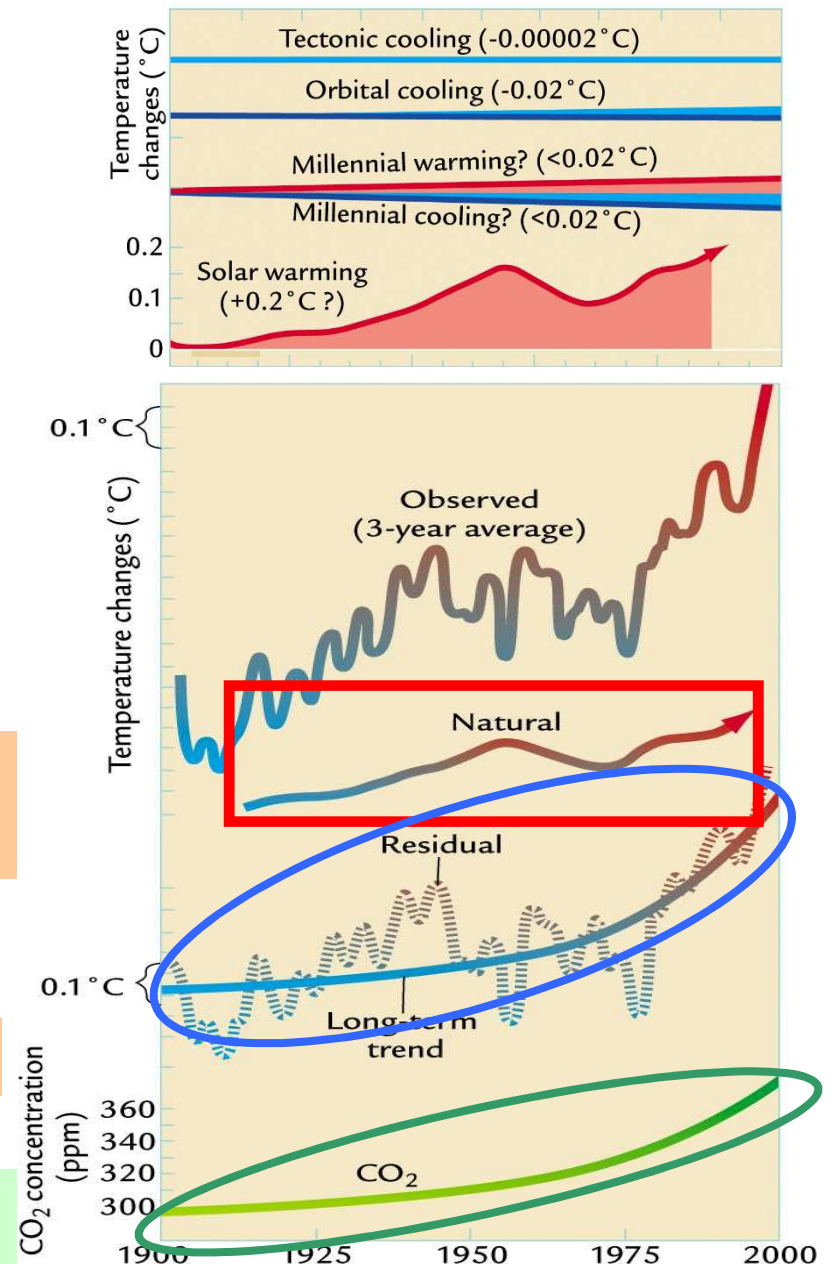 Temperature
changes (˚C)
Tectonic cooling (-0.00002˚C)
Orbital cooling (-0.02˚C)
Millennial warming? (<0.02˚C)
Millennial cooling? (<0.02˚C)
0.2
0.1
0
Solar warming
(+0.2˚C ?)
0.1˚C
Temperature changes (˚C)
Observed
(3-year average)
Natural
Residual
0.1˚C
Long-term
trend
CO₂ concentration
(ppm)
360
340
320
300
CO₂
1900 1925 1950 1975 2000